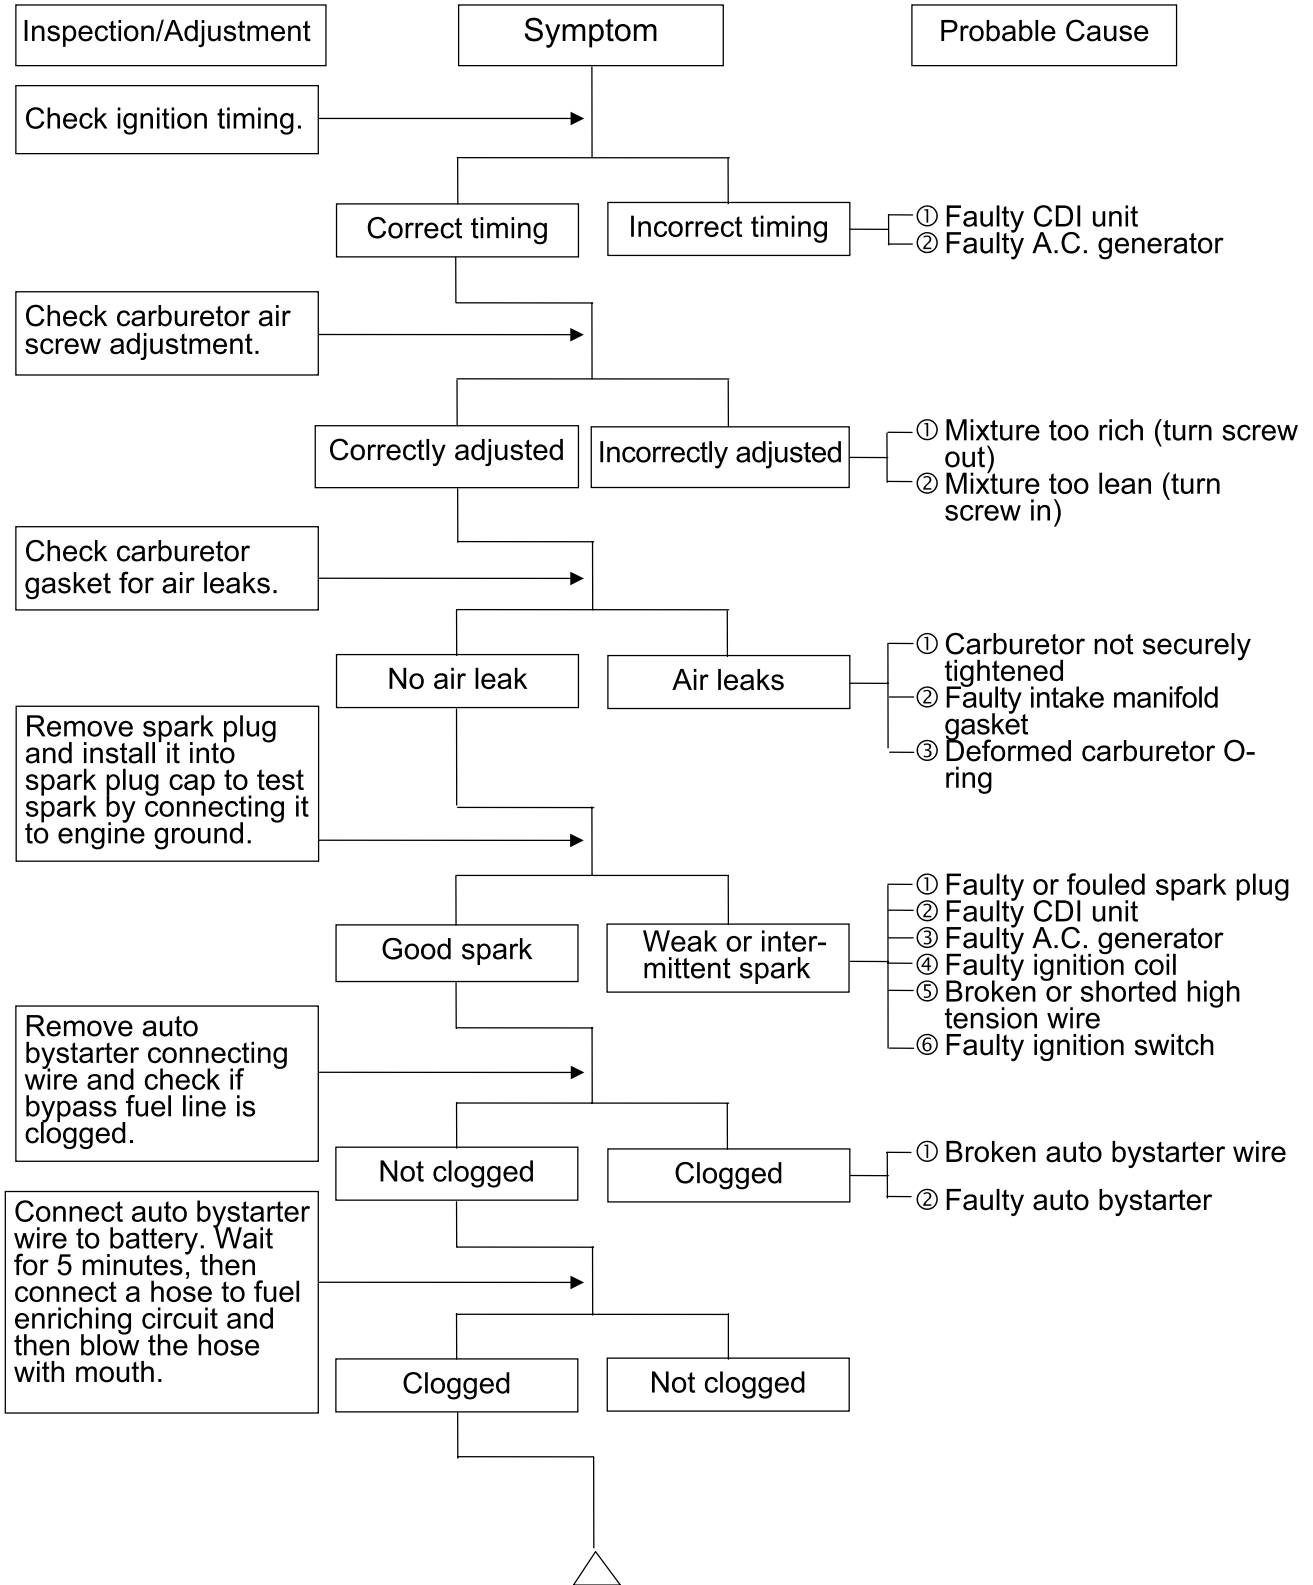 Inspection/Adjustment
Symptom
Probable Cause
Check ignition timing.
Correct timing
Incorrect timing
① Faulty CDI unit
② Faulty A.C. generator
Check carburetor air
screw adjustment.
Correctly adjusted
Incorrectly adjusted
① Mixture too rich (turn screw
out)
② Mixture too lean (turn
screw in)
Check carburetor
gasket for air leaks.
No air leak
Air leaks
① Carburetor not securely
tightened
② Faulty intake manifold
gasket
③ Deformed carburetor O-
ring
Remove spark plug
and install it into
spark plug cap to test
spark by connecting it
to engine ground.
Good spark
Weak or inter-
mittent spark
① Faulty or fouled spark plug
② Faulty CDI unit
③ Faulty A.C. generator
④ Faulty ignition coil
⑤ Broken or shorted high
tension wire
⑥ Faulty ignition switch
Remove auto
bystarter connecting
wire and check if
bypass fuel line is
clogged.
Not clogged
Clogged
① Broken auto bystarter wire
② Faulty auto bystarter
Connect auto bystarter
wire to battery. Wait
for 5 minutes, then
connect a hose to fuel
enriching circuit and
then blow the hose
with mouth.
Clogged
Not clogged